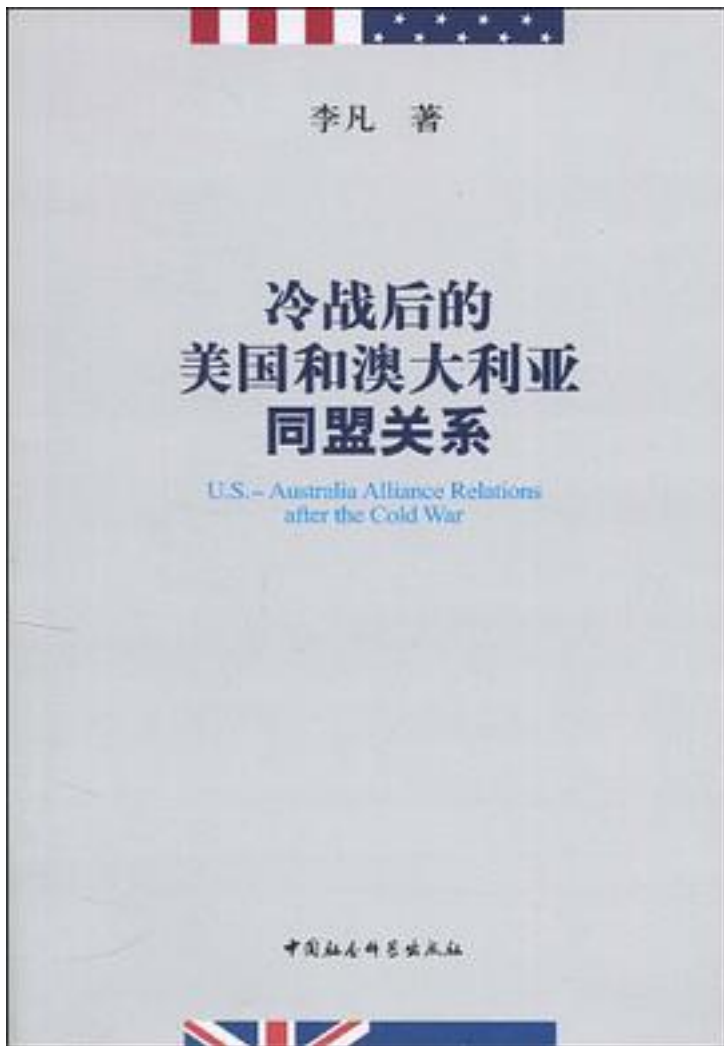 李凡 著
冷战后的
美国和澳大利亚
同盟关系
U.S.–Australia Alliance Relations
after the Cold War
中国社会科学出版社